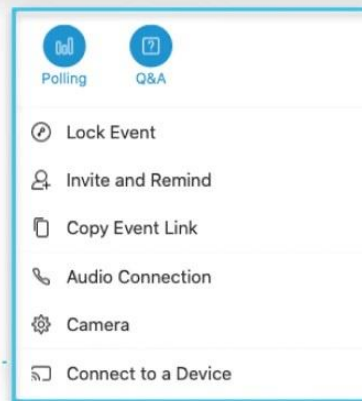 Polling Q&A
Lock Event
Invite and Remind
Copy Event Link
Audio Connection
Camera
Connect to a Device